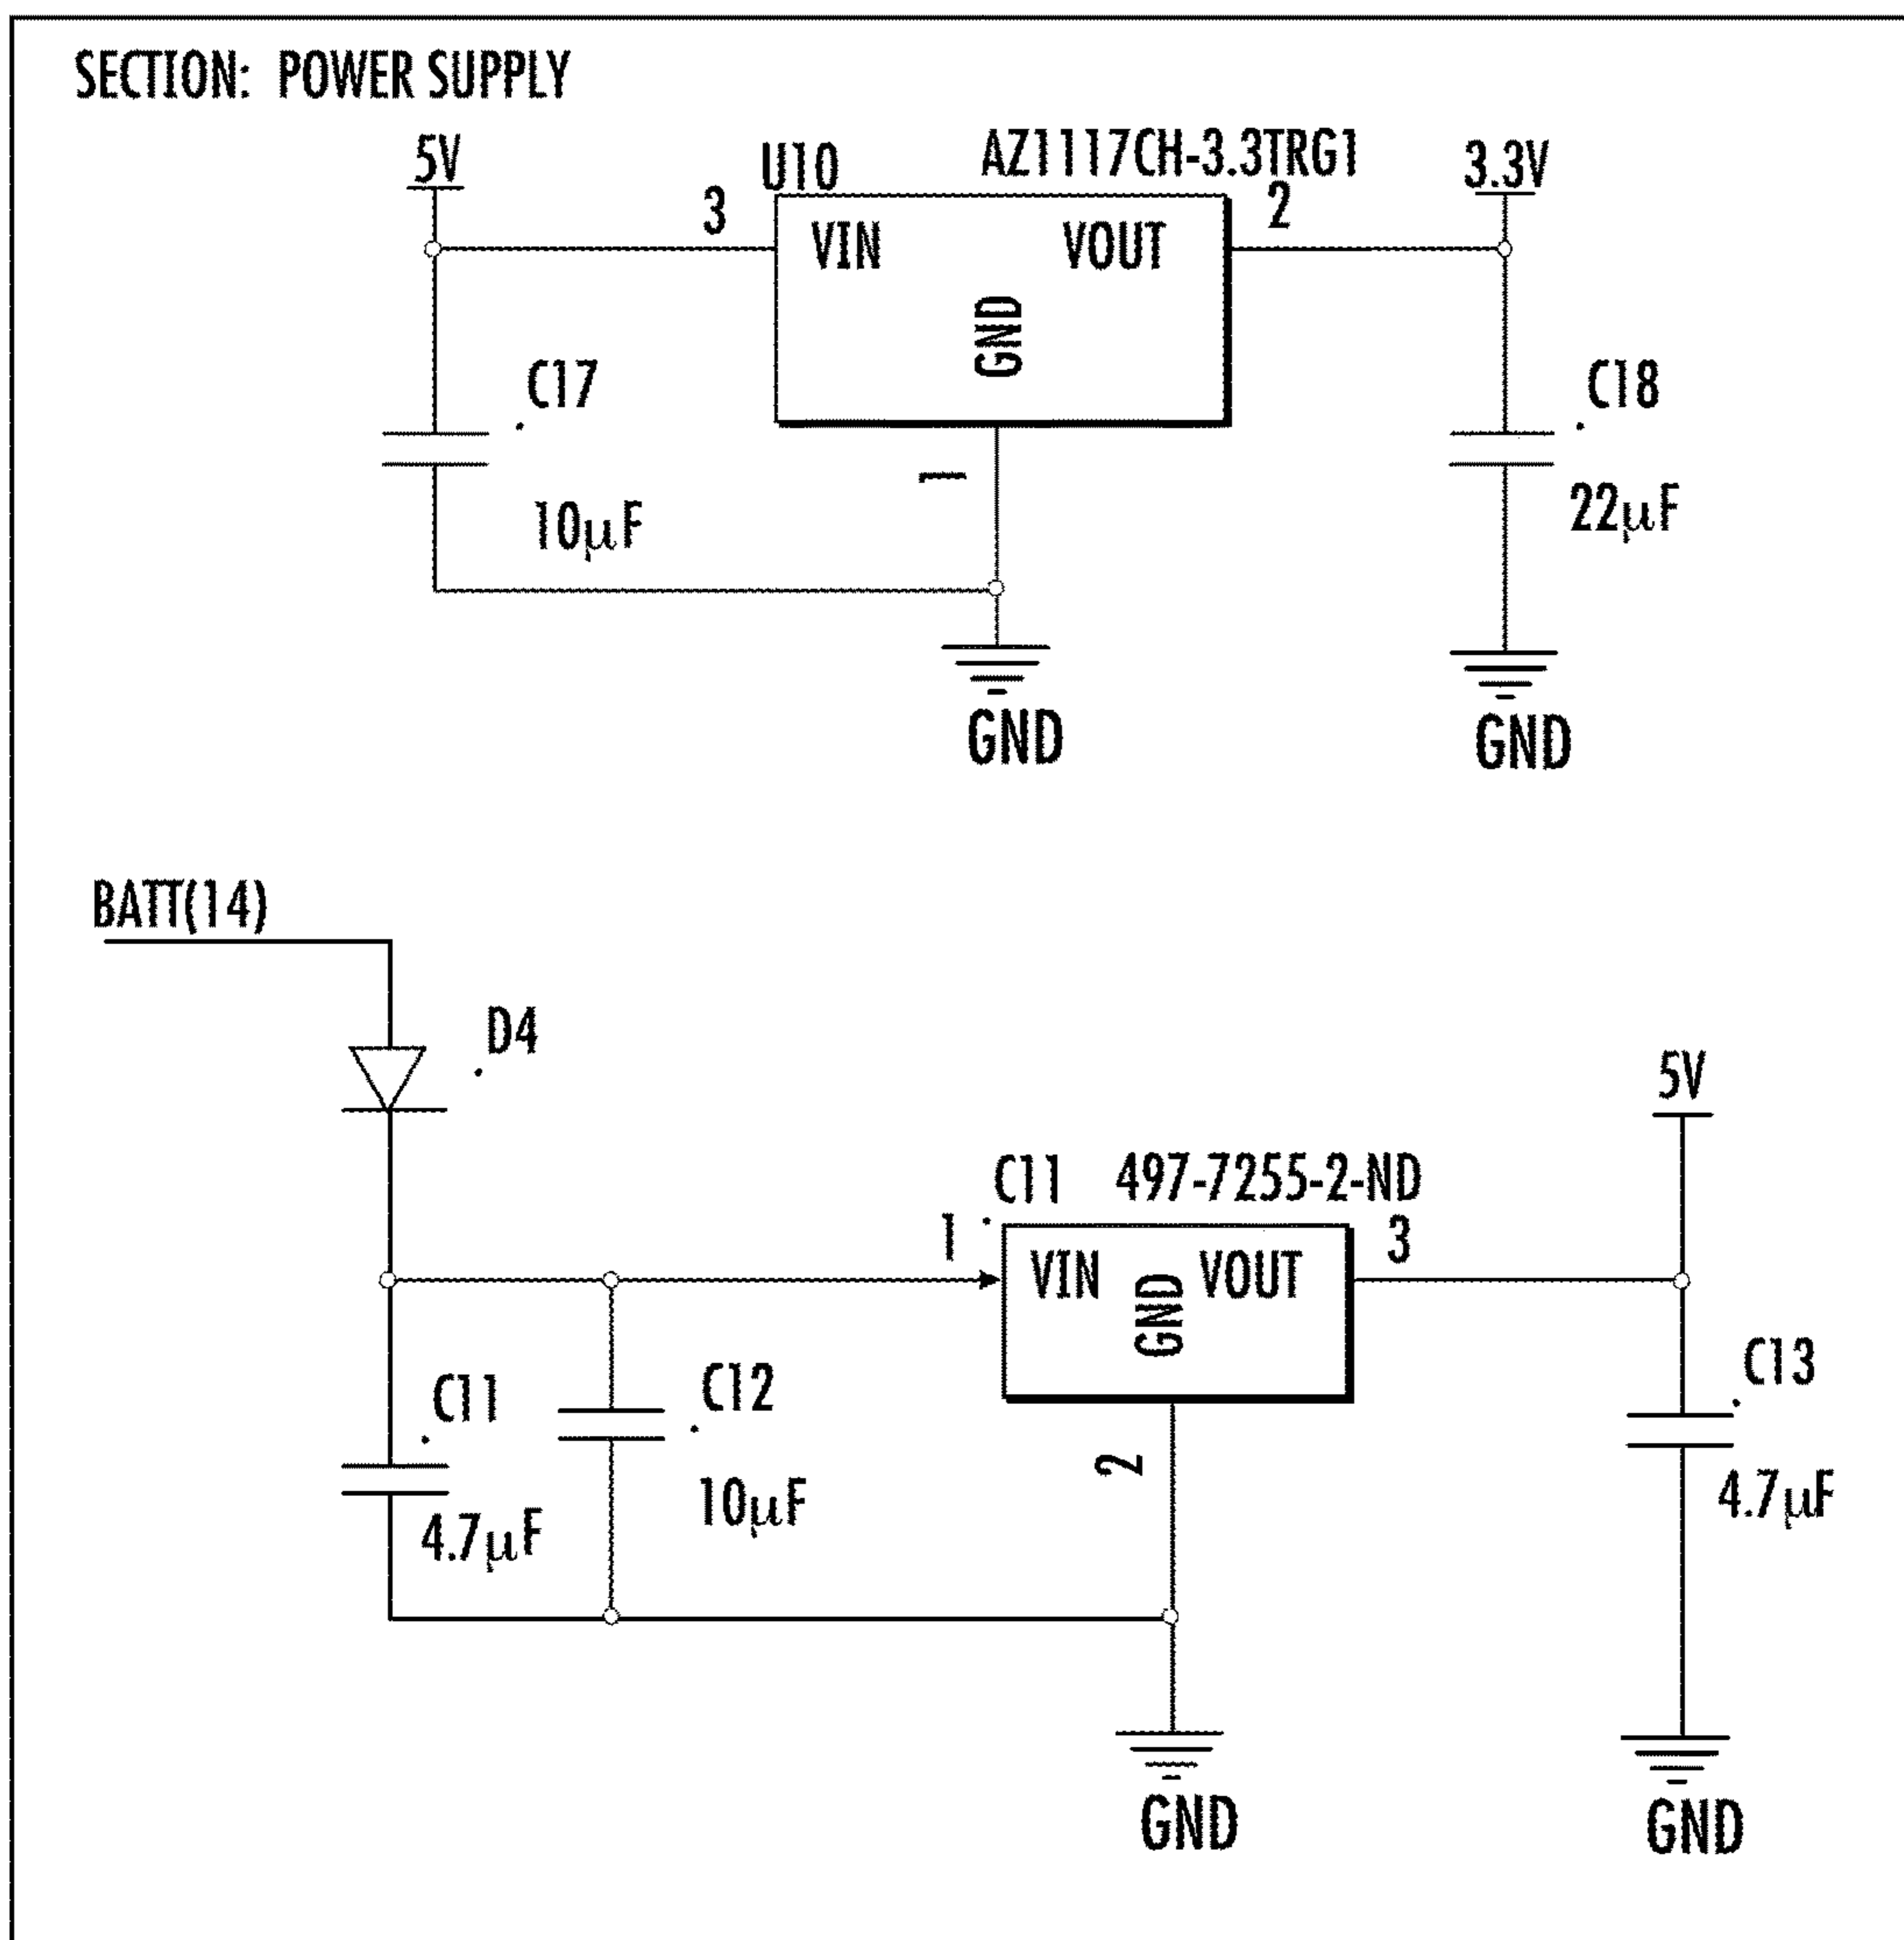 SECTION: POWER SUPPLY
5V
U10
AZ1117CH-3.3TRG1
3.3V
3
2
VIN
VOUT
GND
C17
C18
1
10µF
22µF
GND
GND
BATT(14)
D4
5V
C11
497-7255-2-ND
1
3
VIN
VOUT
GND
C13
C11
C12
2
4.7µF
10µF
4.7µF
GND
GND